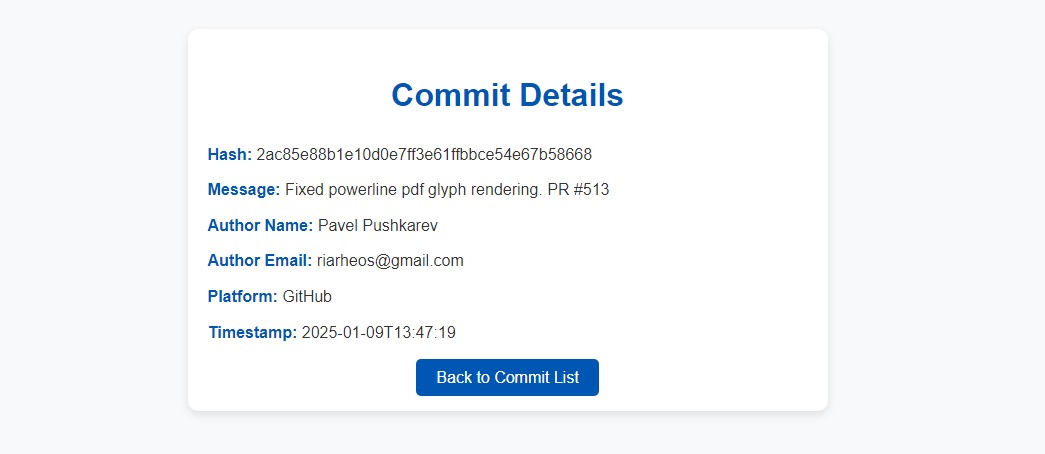 Commit Details
Hash: 2ac85e88b1e10d0e7ff3e61ffbbce54e67b58668
Message: Fixed powerline pdf glyph rendering. PR #513
Author Name: Pavel Pushkarev
Author Email: riarheos@gmail.com
Platform: GitHub
Timestamp: 2025-01-09T13:47:19
Back to Commit List